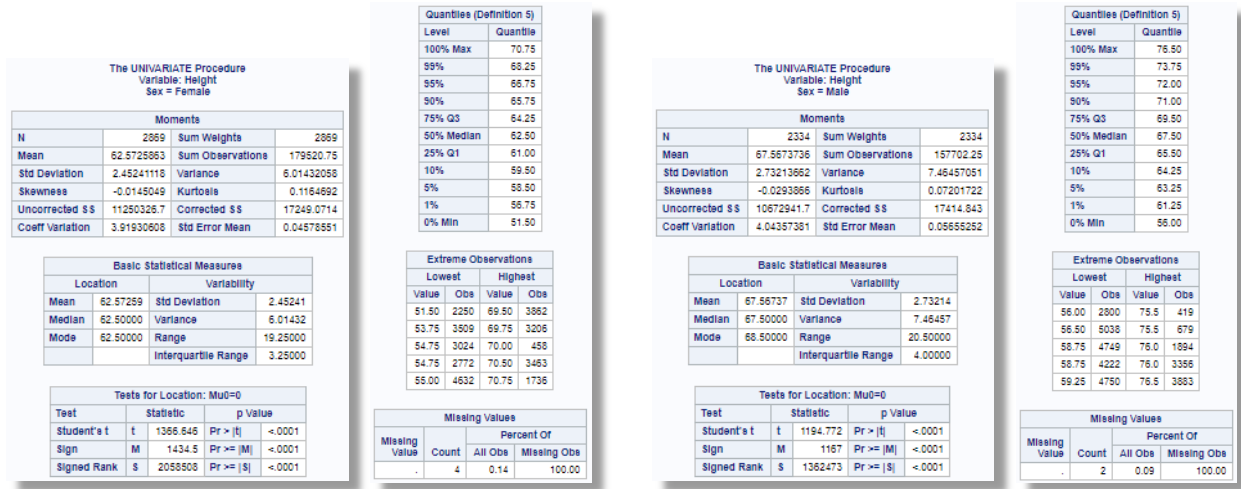 The UNIVARIATE Procedure
Variable: Height
Sex = Female
Moments
N 2869 Sum Weights 2869
Mean 62.5725863 Sum Observations 179520.75
Std Deviation 2.45241118 Variance 6.01432058
Skewness -0.0145049 Kurtosis 0.1164692
Uncorrected SS 11250326.7 Corrected SS 17249.0714
Coeff Variation 3.91930608 Std Error Mean 0.04578551
Basic Statistical Measures
Location Variability
Mean 62.57259 Std Deviation 2.45241
Median 62.50000 Variance 6.01432
Mode 62.50000 Range 19.25000
Interquartile Range 3.25000
Tests for Location: Mu0=0
Test Statistic p Value
Student's t t 1366.646 Pr > |t| <.0001
Sign M 1434.5 Pr >= |M| <.0001
Signed Rank S 2058508 Pr >= |S| <.0001
Quantiles (Definition 5)
Level Quantile
100% Max 70.75
99% 68.25
95% 66.75
90% 65.75
75% Q3 64.25
50% Median 62.50
25% Q1 61.00
10% 59.50
5% 58.50
1% 56.75
0% Min 51.50
Extreme Observations
Lowest Highest
Value Obs Value Obs
51.50 2250 69.50 3862
53.75 3509 69.75 3206
54.75 3024 70.00 458
54.75 2772 70.50 3463
55.00 4632 70.75 1736
Missing Values
Missing Value Count Percent Of
All Obs Missing Obs
. 4 0.14 100.00
The UNIVARIATE Procedure
Variable: Height
Sex = Male
Moments
N 2334 Sum Weights 2334
Mean 67.5673736 Sum Observations 157702.25
Std Deviation 2.73213662 Variance 7.46457051
Skewness -0.0293866 Kurtosis 0.07201722
Uncorrected SS 10672941.7 Corrected SS 17414.843
Coeff Variation 4.04357381 Std Error Mean 0.05655252
Basic Statistical Measures
Location Variability
Mean 67.56737 Std Deviation 2.73214
Median 67.50000 Variance 7.46457
Mode 68.50000 Range 20.50000
Interquartile Range 4.00000
Tests for Location: Mu0=0
Test Statistic p Value
Student's t t 1194.772 Pr > |t| <.0001
Sign M 1167 Pr >= |M| <.0001
Signed Rank S 1362473 Pr >= |S| <.0001
Quantiles (Definition 5)
Level Quantile
100% Max 76.50
99% 73.75
95% 72.00
90% 71.00
75% Q3 69.50
50% Median 67.50
25% Q1 65.50
10% 64.25
5% 63.25
1% 61.25
0% Min 56.00
Extreme Observations
Lowest Highest
Value Obs Value Obs
56.00 2800 75.5 419
56.50 5038 75.5 679
58.75 4749 76.0 1894
58.75 4222 76.0 3356
59.25 4750 76.5 3883
Missing Values
Missing Value Count Percent Of
All Obs Missing Obs
. 2 0.09 100.00